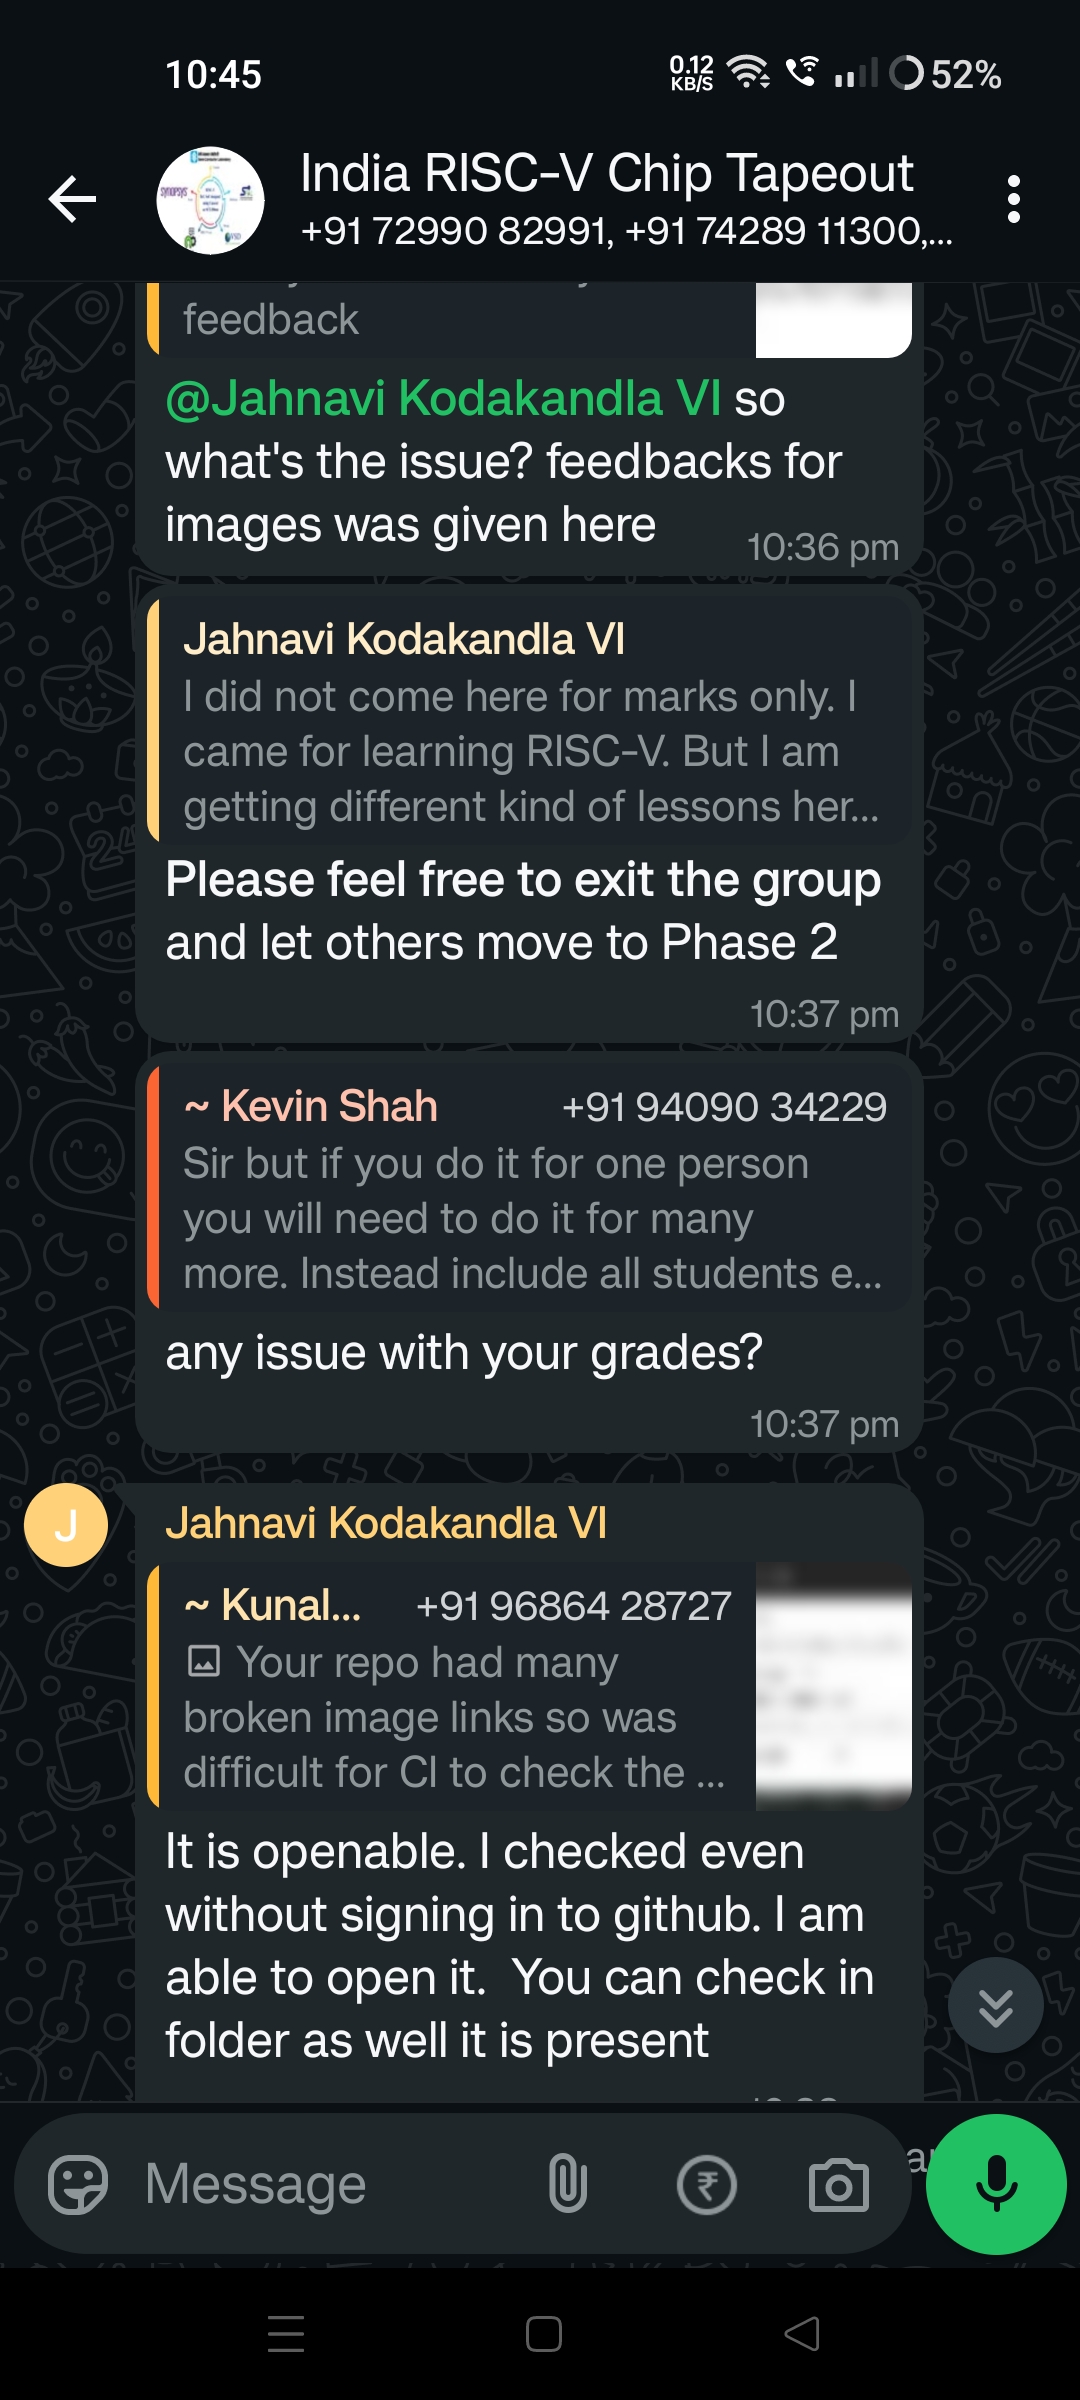 10:45
0.12
KB/S
52%
India RISC-V Chip Tapeout
+91 72990 82991, +91 74289 11300,...
feedback
@Jahnavi Kodakandla VI so
what's the issue? feedbacks for
images was given here
10:36 pm
Jahnavi Kodakandla VI
I did not come here for marks only. I
came for learning RISC-V. But I am
getting different kind of lessons her...
Please feel free to exit the group
and let others move to Phase 2
10:37 pm
~ Kevin Shah +91 94090 34229
Sir but if you do it for one person
you will need to do it for many
more. Instead include all students e...
any issue with your grades?
10:37 pm
J
Jahnavi Kodakandla VI
~ Kunal... +91 96864 28727
Your repo had many
broken image links so was
difficult for CI to check the ...
It is openable. I checked even
without signing in to github. I am
able to open it.  You can check in
folder as well it is present
Message